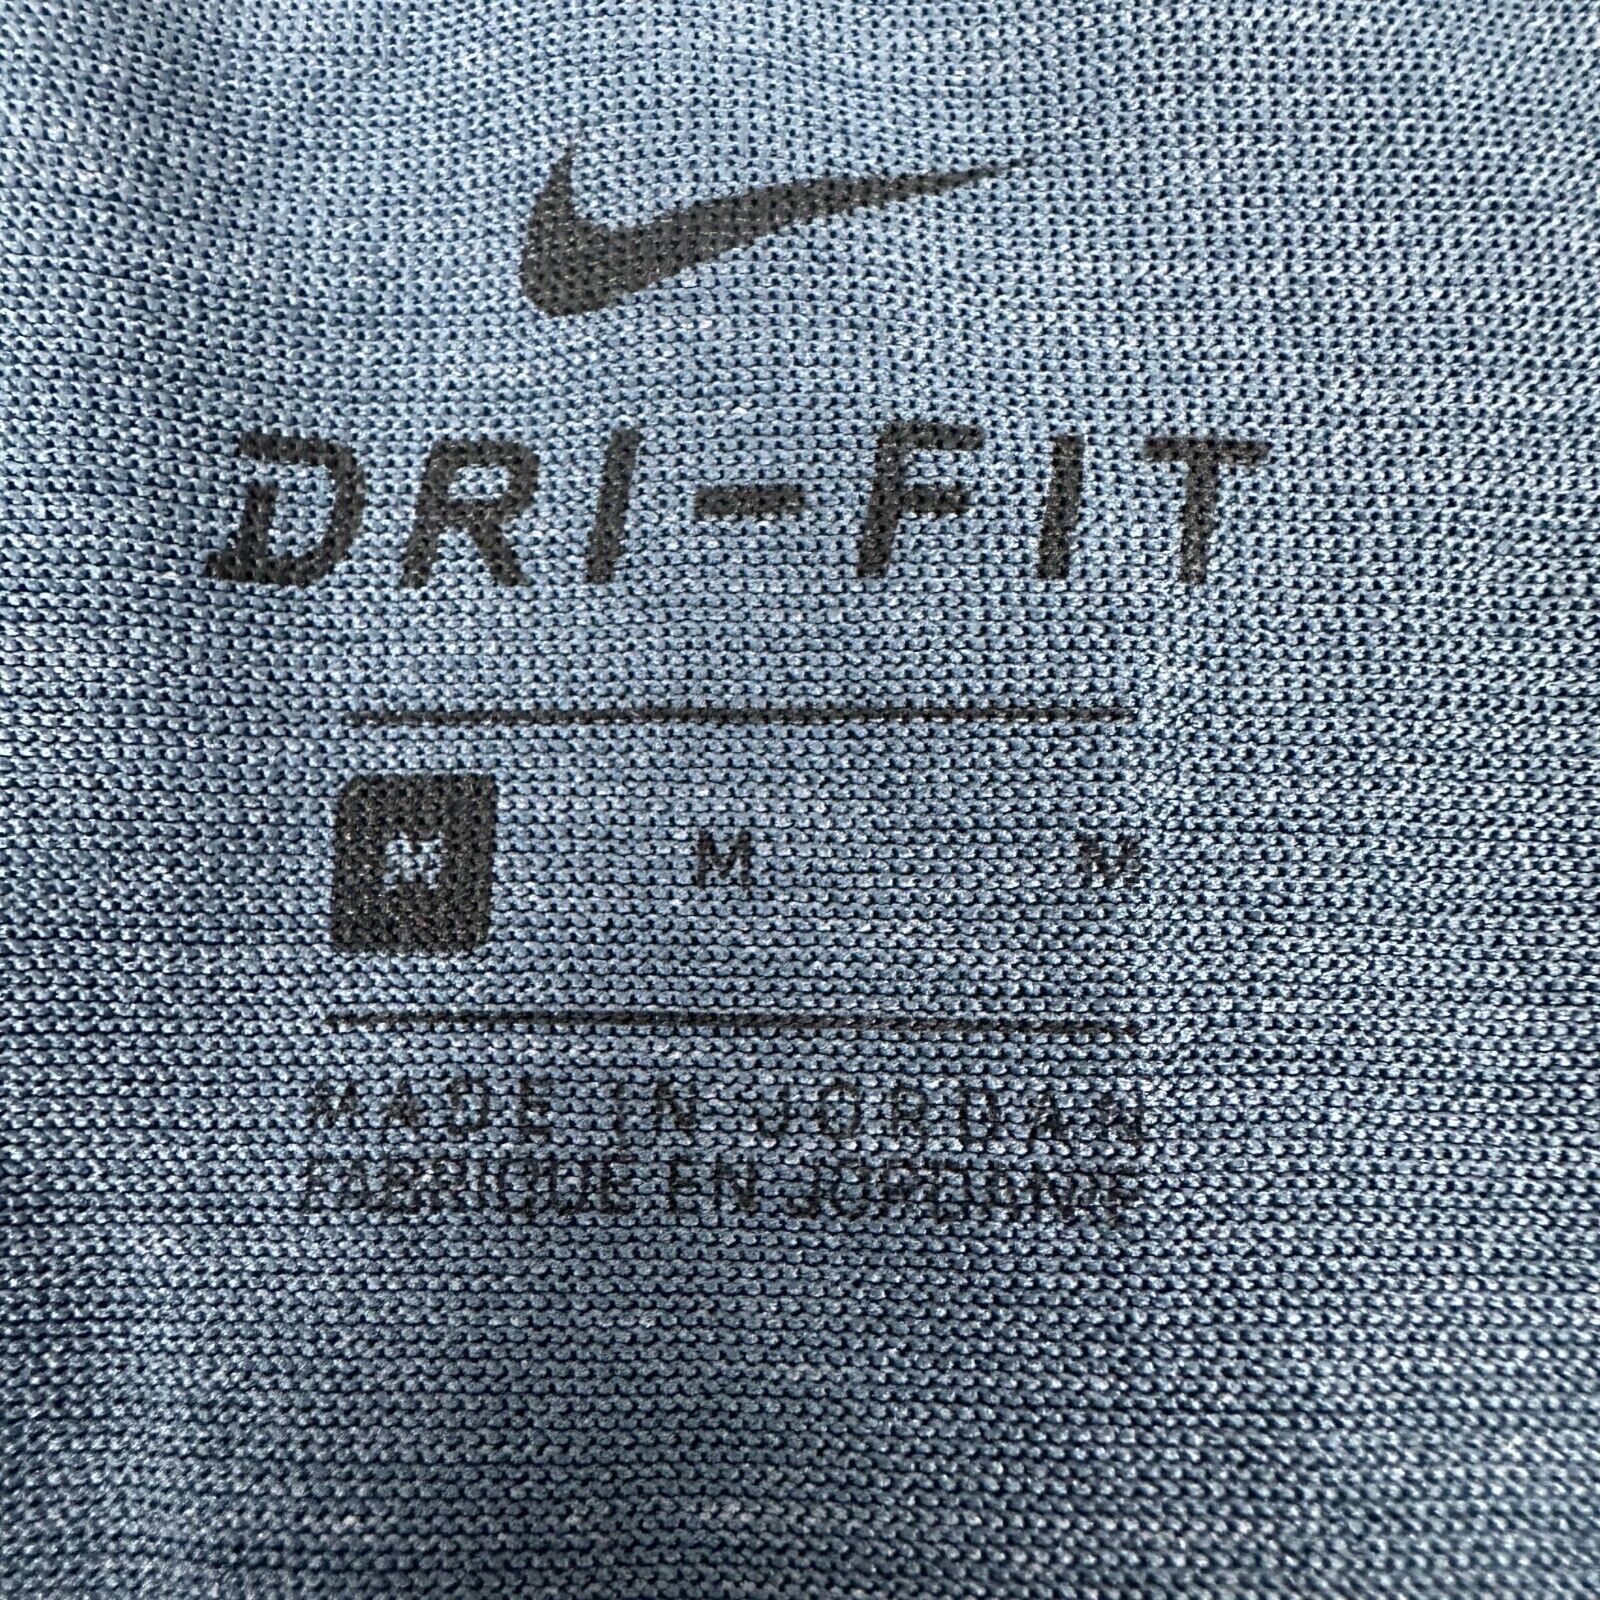 DRI-FIT
M M M
MADE IN JORDAN
FABRIQUE EN JORDANIE